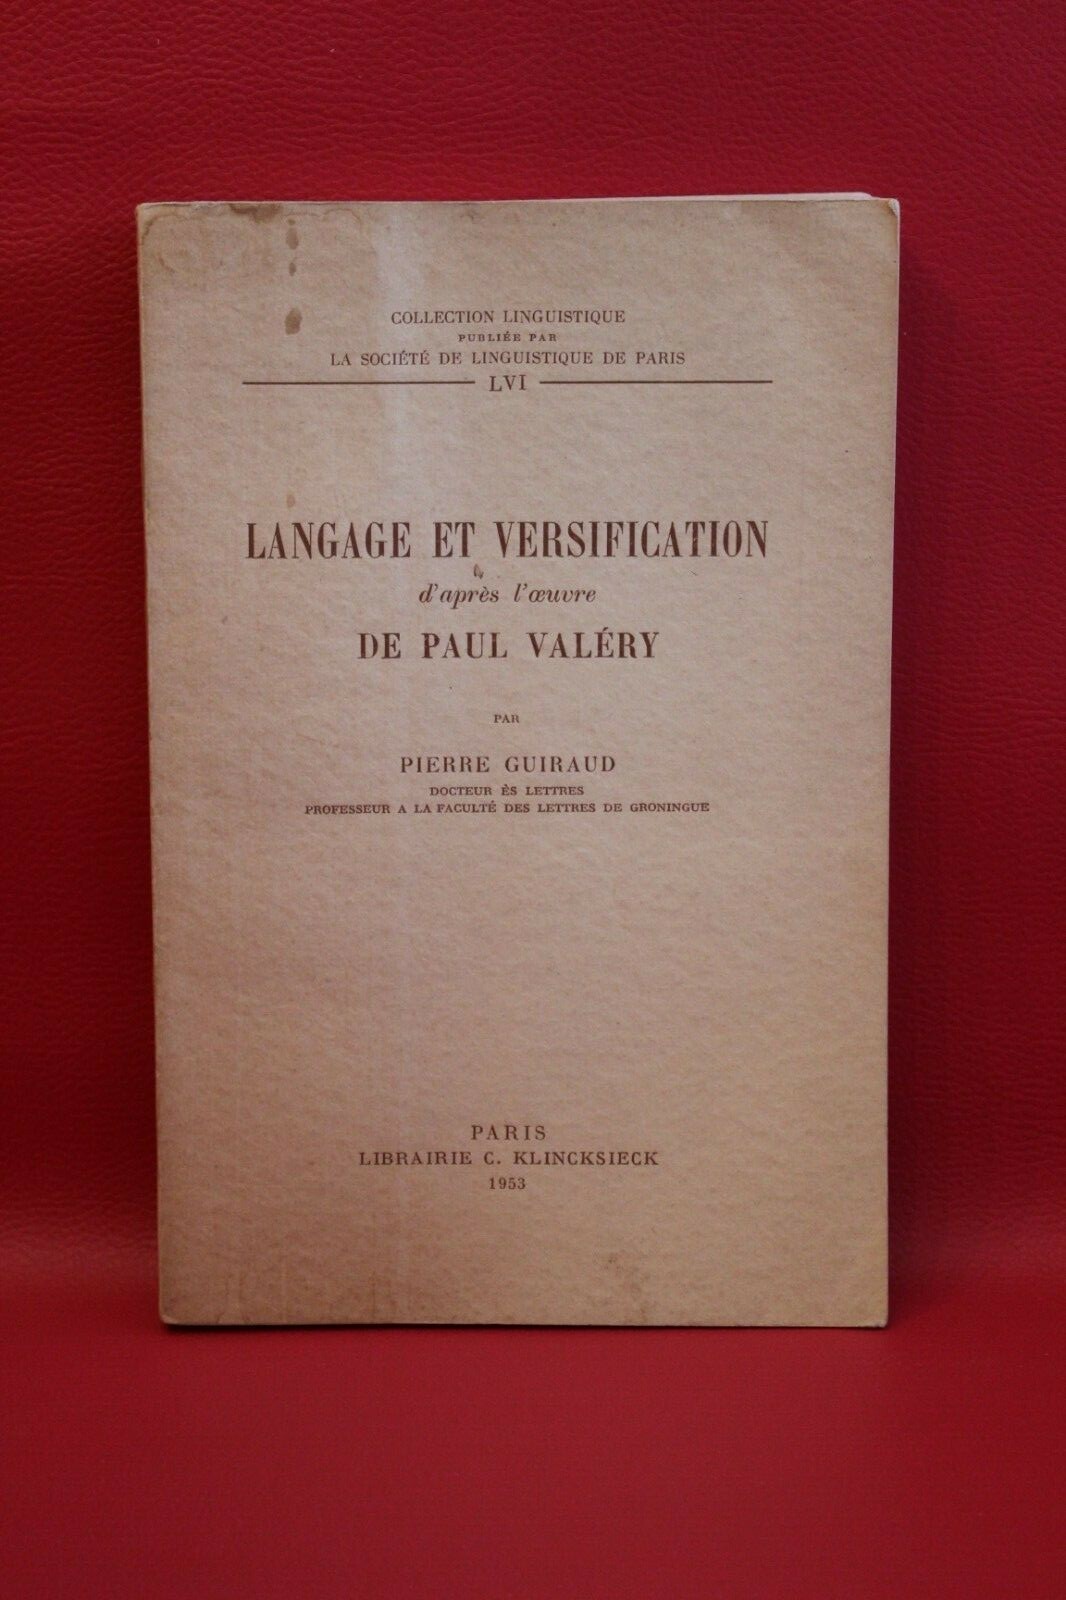 COLLECTION LINGUISTIQUE
PUBLIÉE PAR
LA SOCIÉTÉ DE LINGUISTIQUE DE PARIS
LVI
LANGAGE ET VERSIFICATION
d'après l'œuvre
DE PAUL VALÉRY
PAR
PIERRE GUIRAUD
DOCTEUR ÈS LETTRES
PROFESSEUR A LA FACULTÉ DES LETTRES DE GRONINGUE
PARIS
LIBRAIRIE C. KLINCKSIECK
1953